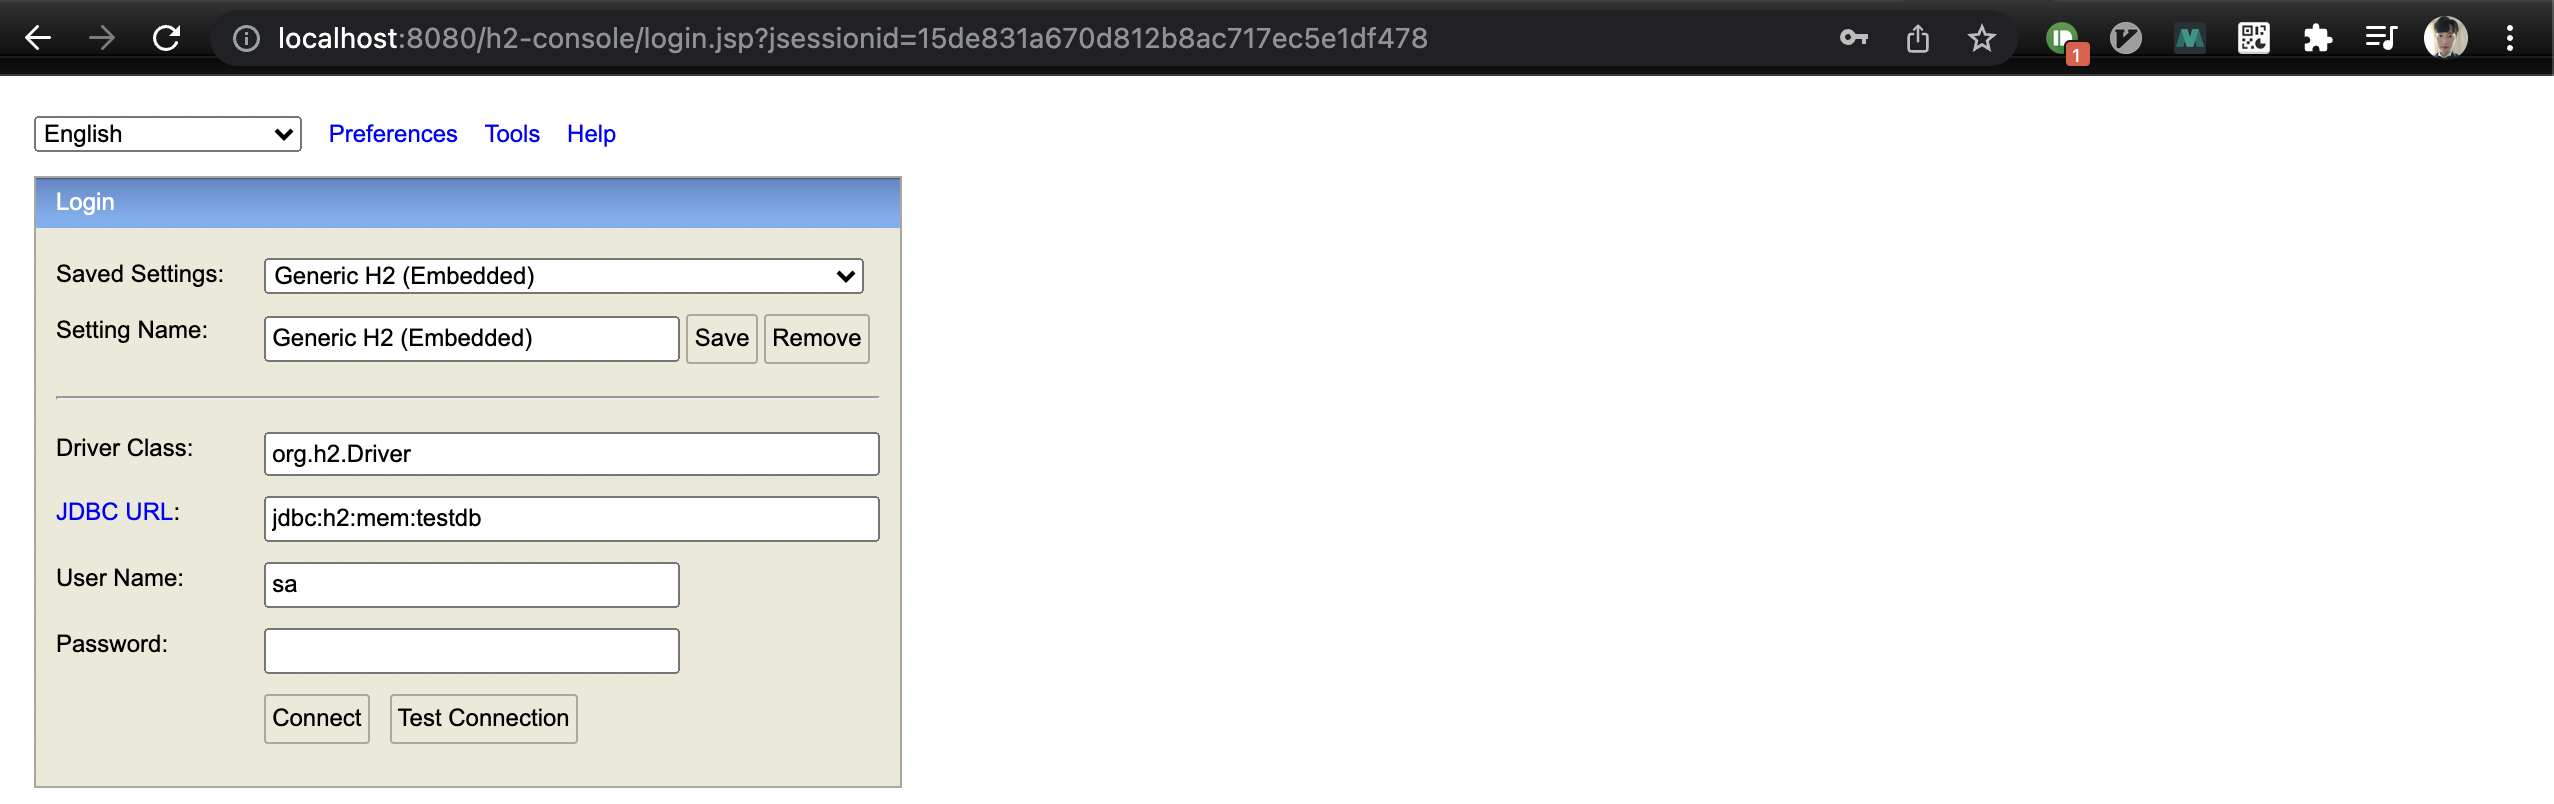 localhost:8080/h2-console/login.jsp?jsessionid=15de831a670d812b8ac717ec5e1df478
1
English Preferences Tools Help
Login
Saved Settings: Generic H2 (Embedded)
Setting Name: Generic H2 (Embedded) Save Remove
Driver Class: org.h2.Driver
JDBC URL: jdbc:h2:mem:testdb
User Name: sa
Password:
Connect Test Connection